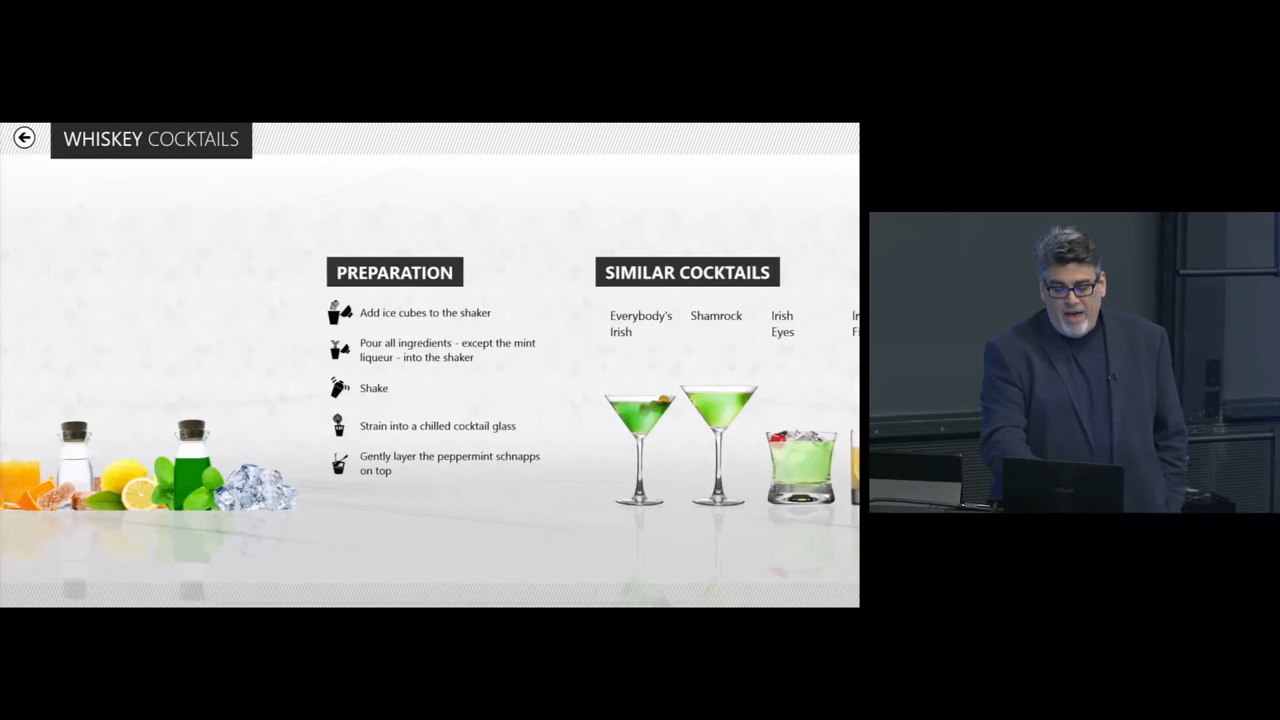 WHISKEY COCKTAILS
PREPARATION
Add ice cubes to the shaker
Pour all ingredients - except the mint
liqueur - into the shaker
Shake
Strain into a chilled cocktail glass
Gently layer the peppermint schnapps
on top
SIMILAR COCKTAILS
Everybody's
Irish
Shamrock
Irish
Eyes